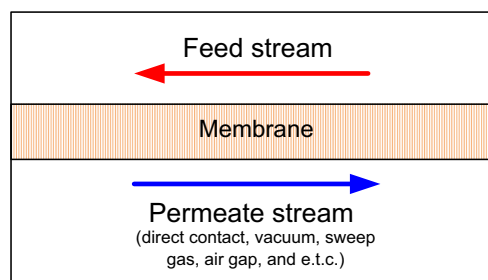 Feed stream
Membrane
Permeate stream
(direct contact, vacuum, sweep
gas, air gap, and e.t.c.)